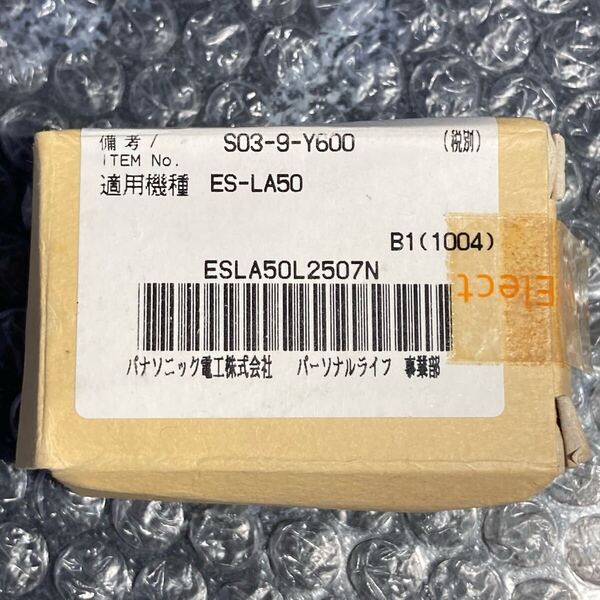 備考/ S03-9-Y600 (税別)
ITEM No.
適用機種 ES-LA50
B1(1004)
ESLA50L2507N
パナソニック電工株式会社 パーソナルライフ 事業部
Elect